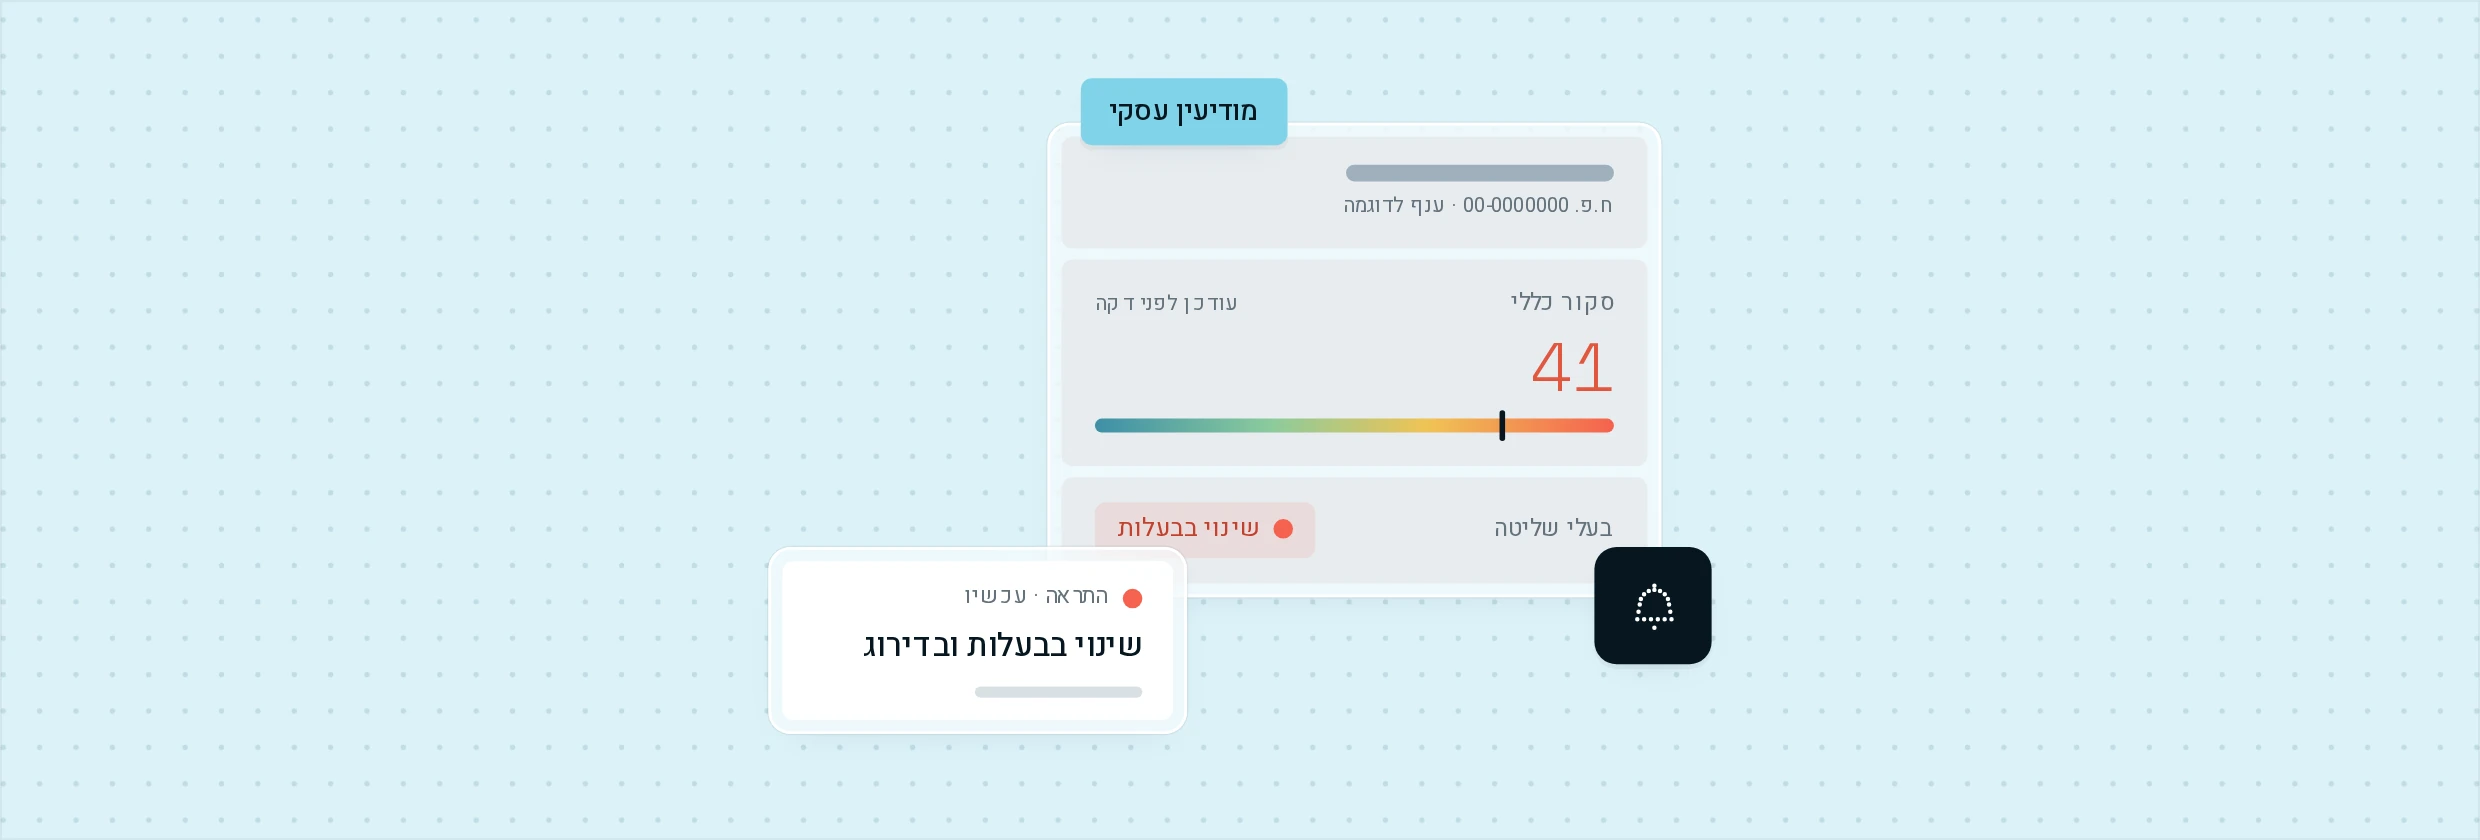 מודיעין עסקי
ח.פ. 00-0000000 · ענף לדוגמה
סקור כללי
עודכן לפני דקה
41
בעלי שליטה
שינוי בבעלות
התראה · עכשיו
שינוי בבעלות ובדירוג